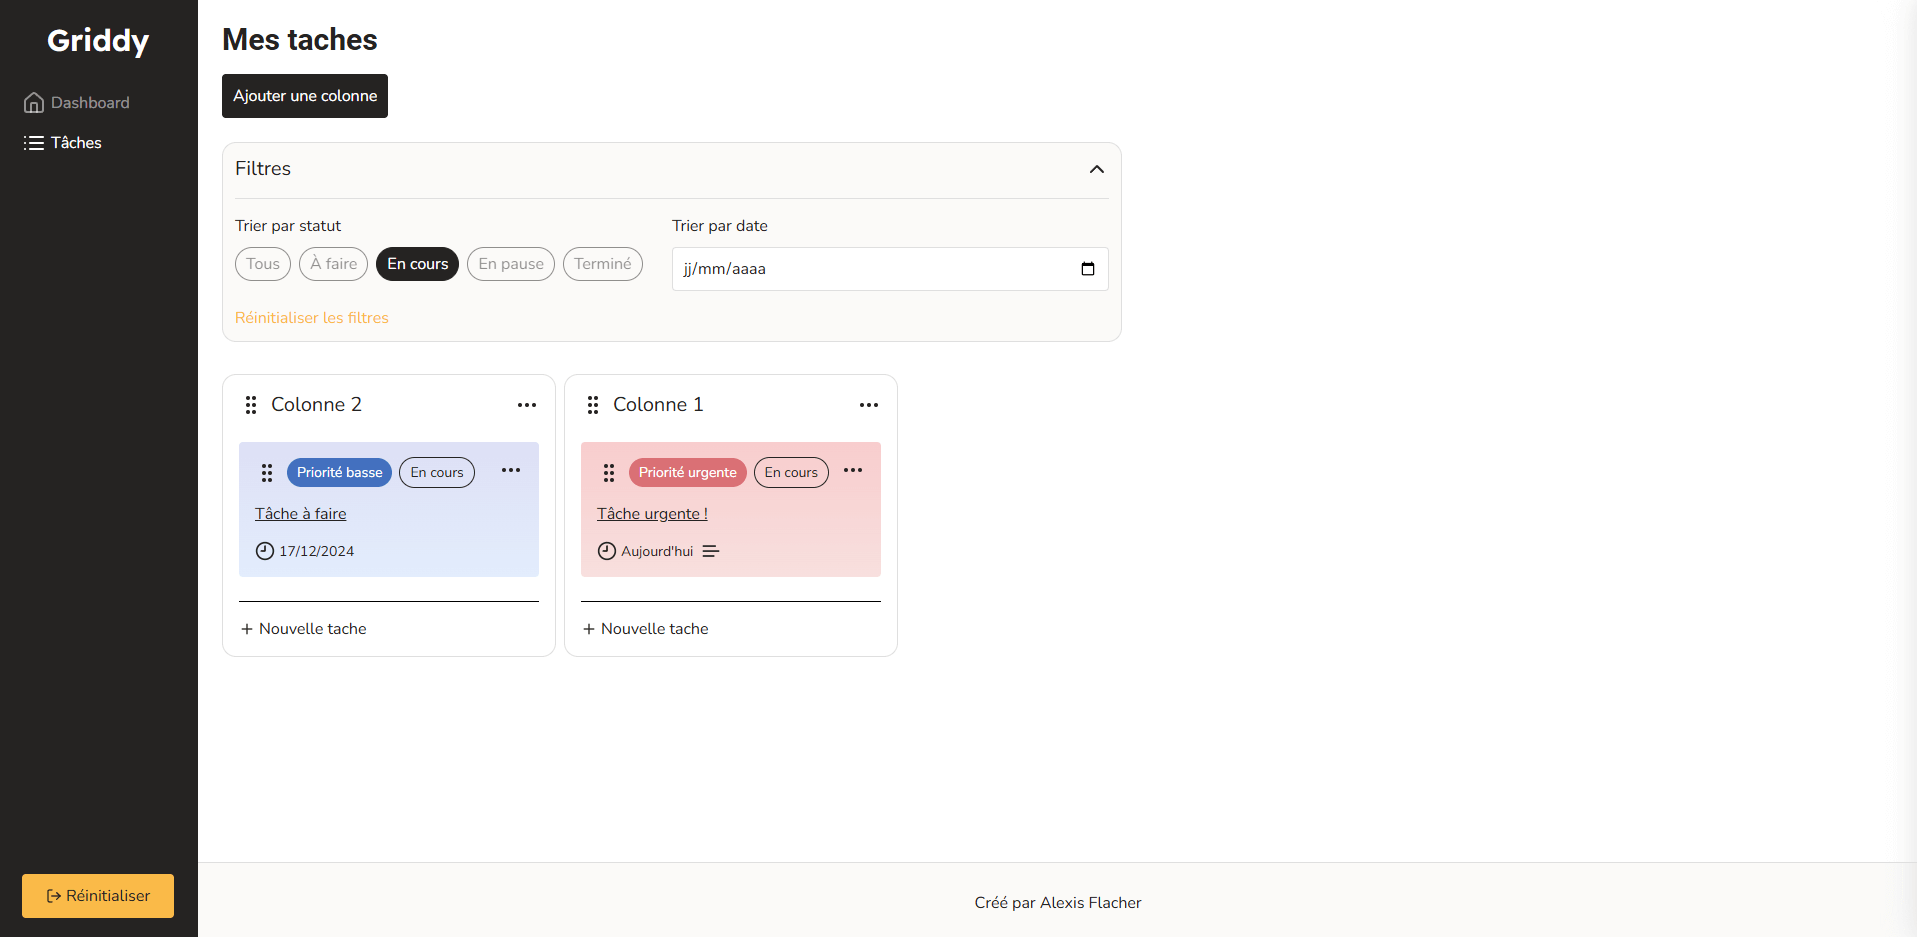 Griddy
Dashboard
Tâches
Réinitialiser
Mes taches
Ajouter une colonne
Filtres
Trier par statut
Tous À faire En cours En pause Terminé
Trier par date
jj/mm/aaaa
Réinitialiser les filtres
Colonne 2
Priorité basse En cours
Tâche à faire
17/12/2024
+ Nouvelle tache
Colonne 1
Priorité urgente En cours
Tâche urgente !
Aujourd'hui
+ Nouvelle tache
Créé par Alexis Flacher